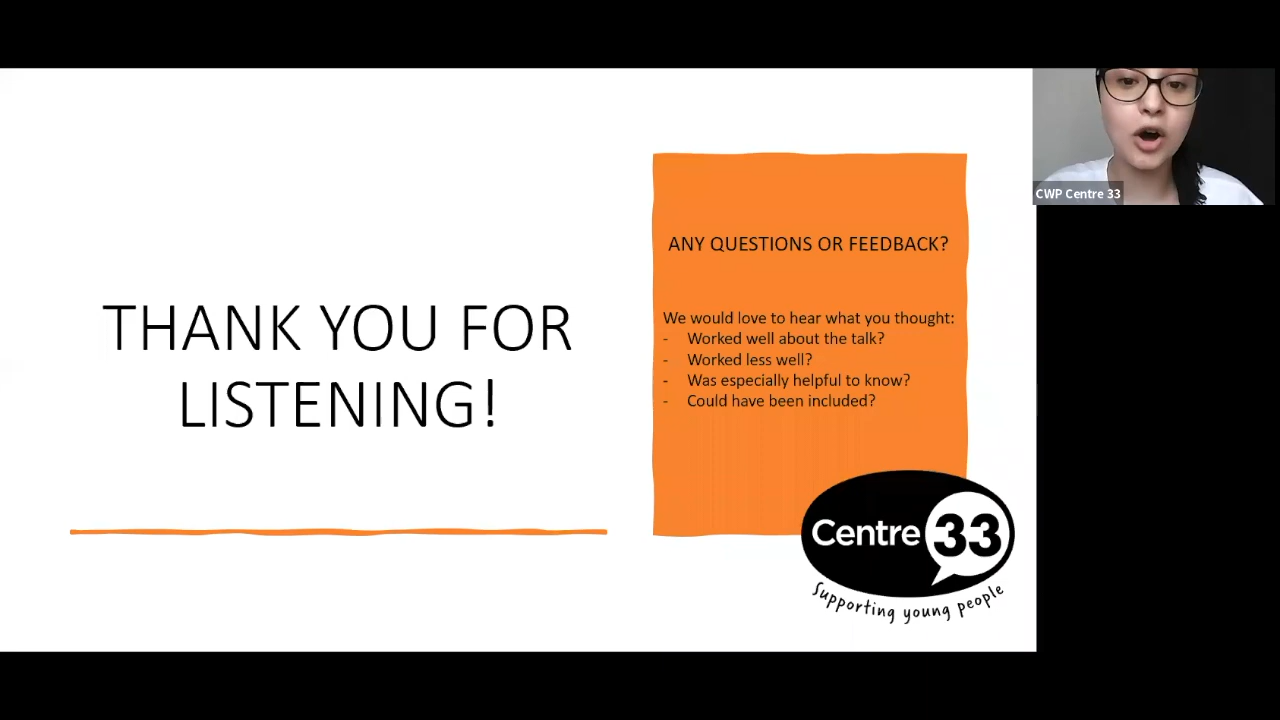 THANK YOU FOR
LISTENING!
ANY QUESTIONS OR FEEDBACK?
We would love to hear what you thought:
- Worked well about the talk?
- Worked less well?
- Was especially helpful to know?
- Could have been included?
Centre 33
Supporting young people
CWP Centre 33